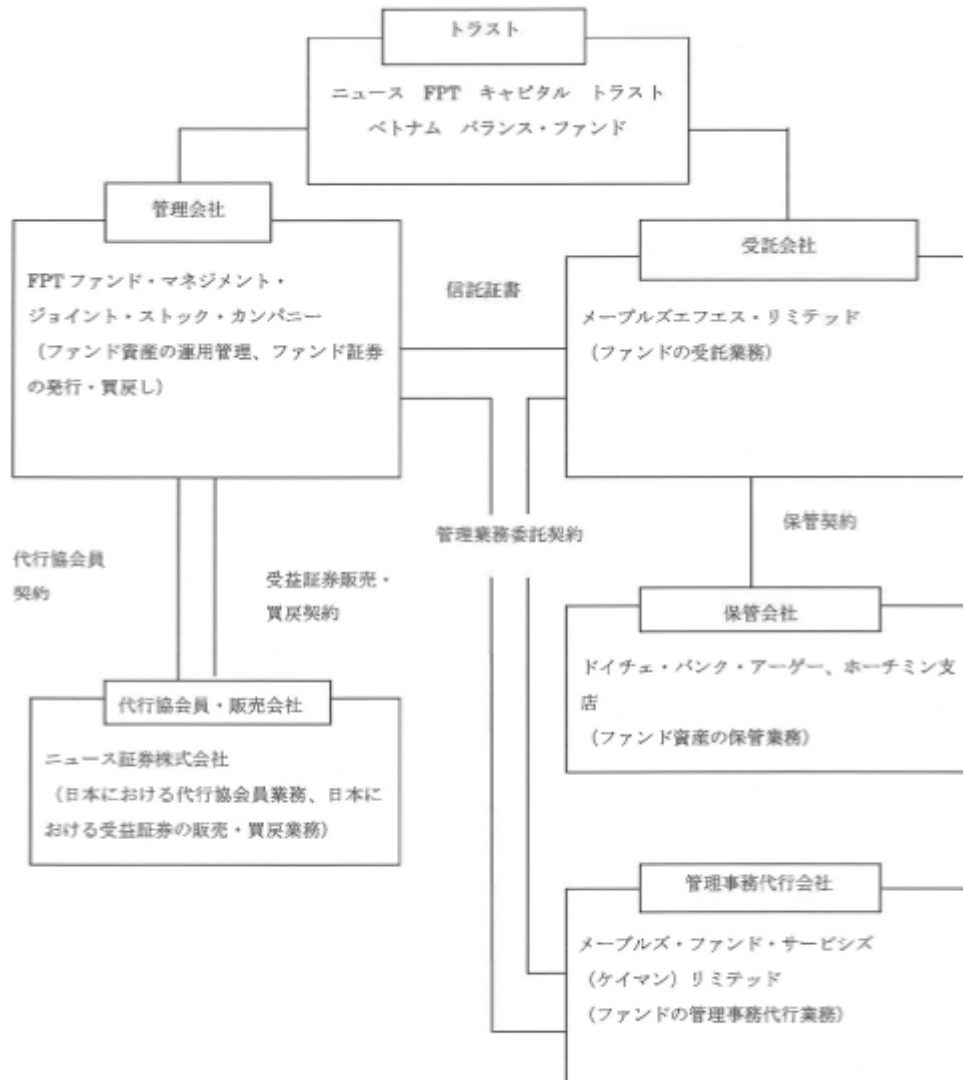 トラスト
ニュース FPT キャピタル トラスト
ベトナム バランス・ファンド
管理会社
FPTファンド・マネジメント・
ジョイント・ストック・カンパニー
（ファンド資産の運用管理、ファンド証券
の発行・買戻し）
信託証書
受託会社
メープルズエフエス・リミテッド
（ファンドの受託業務）
代行協会員
契約
受益証券販売・
買戻契約
管理業務委託契約
保管契約
保管会社
ドイチェ・バンク・アーゲー、ホーチミン支
店
（ファンド資産の保管業務）
代行協会員・販売会社
ニュース証券株式会社
（日本における代行協会員業務、日本に
おける受益証券の販売・買戻業務）
管理事務代行会社
メープルズ・ファンド・サービシズ
（ケイマン）リミテッド
（ファンドの管理事務代行業務）